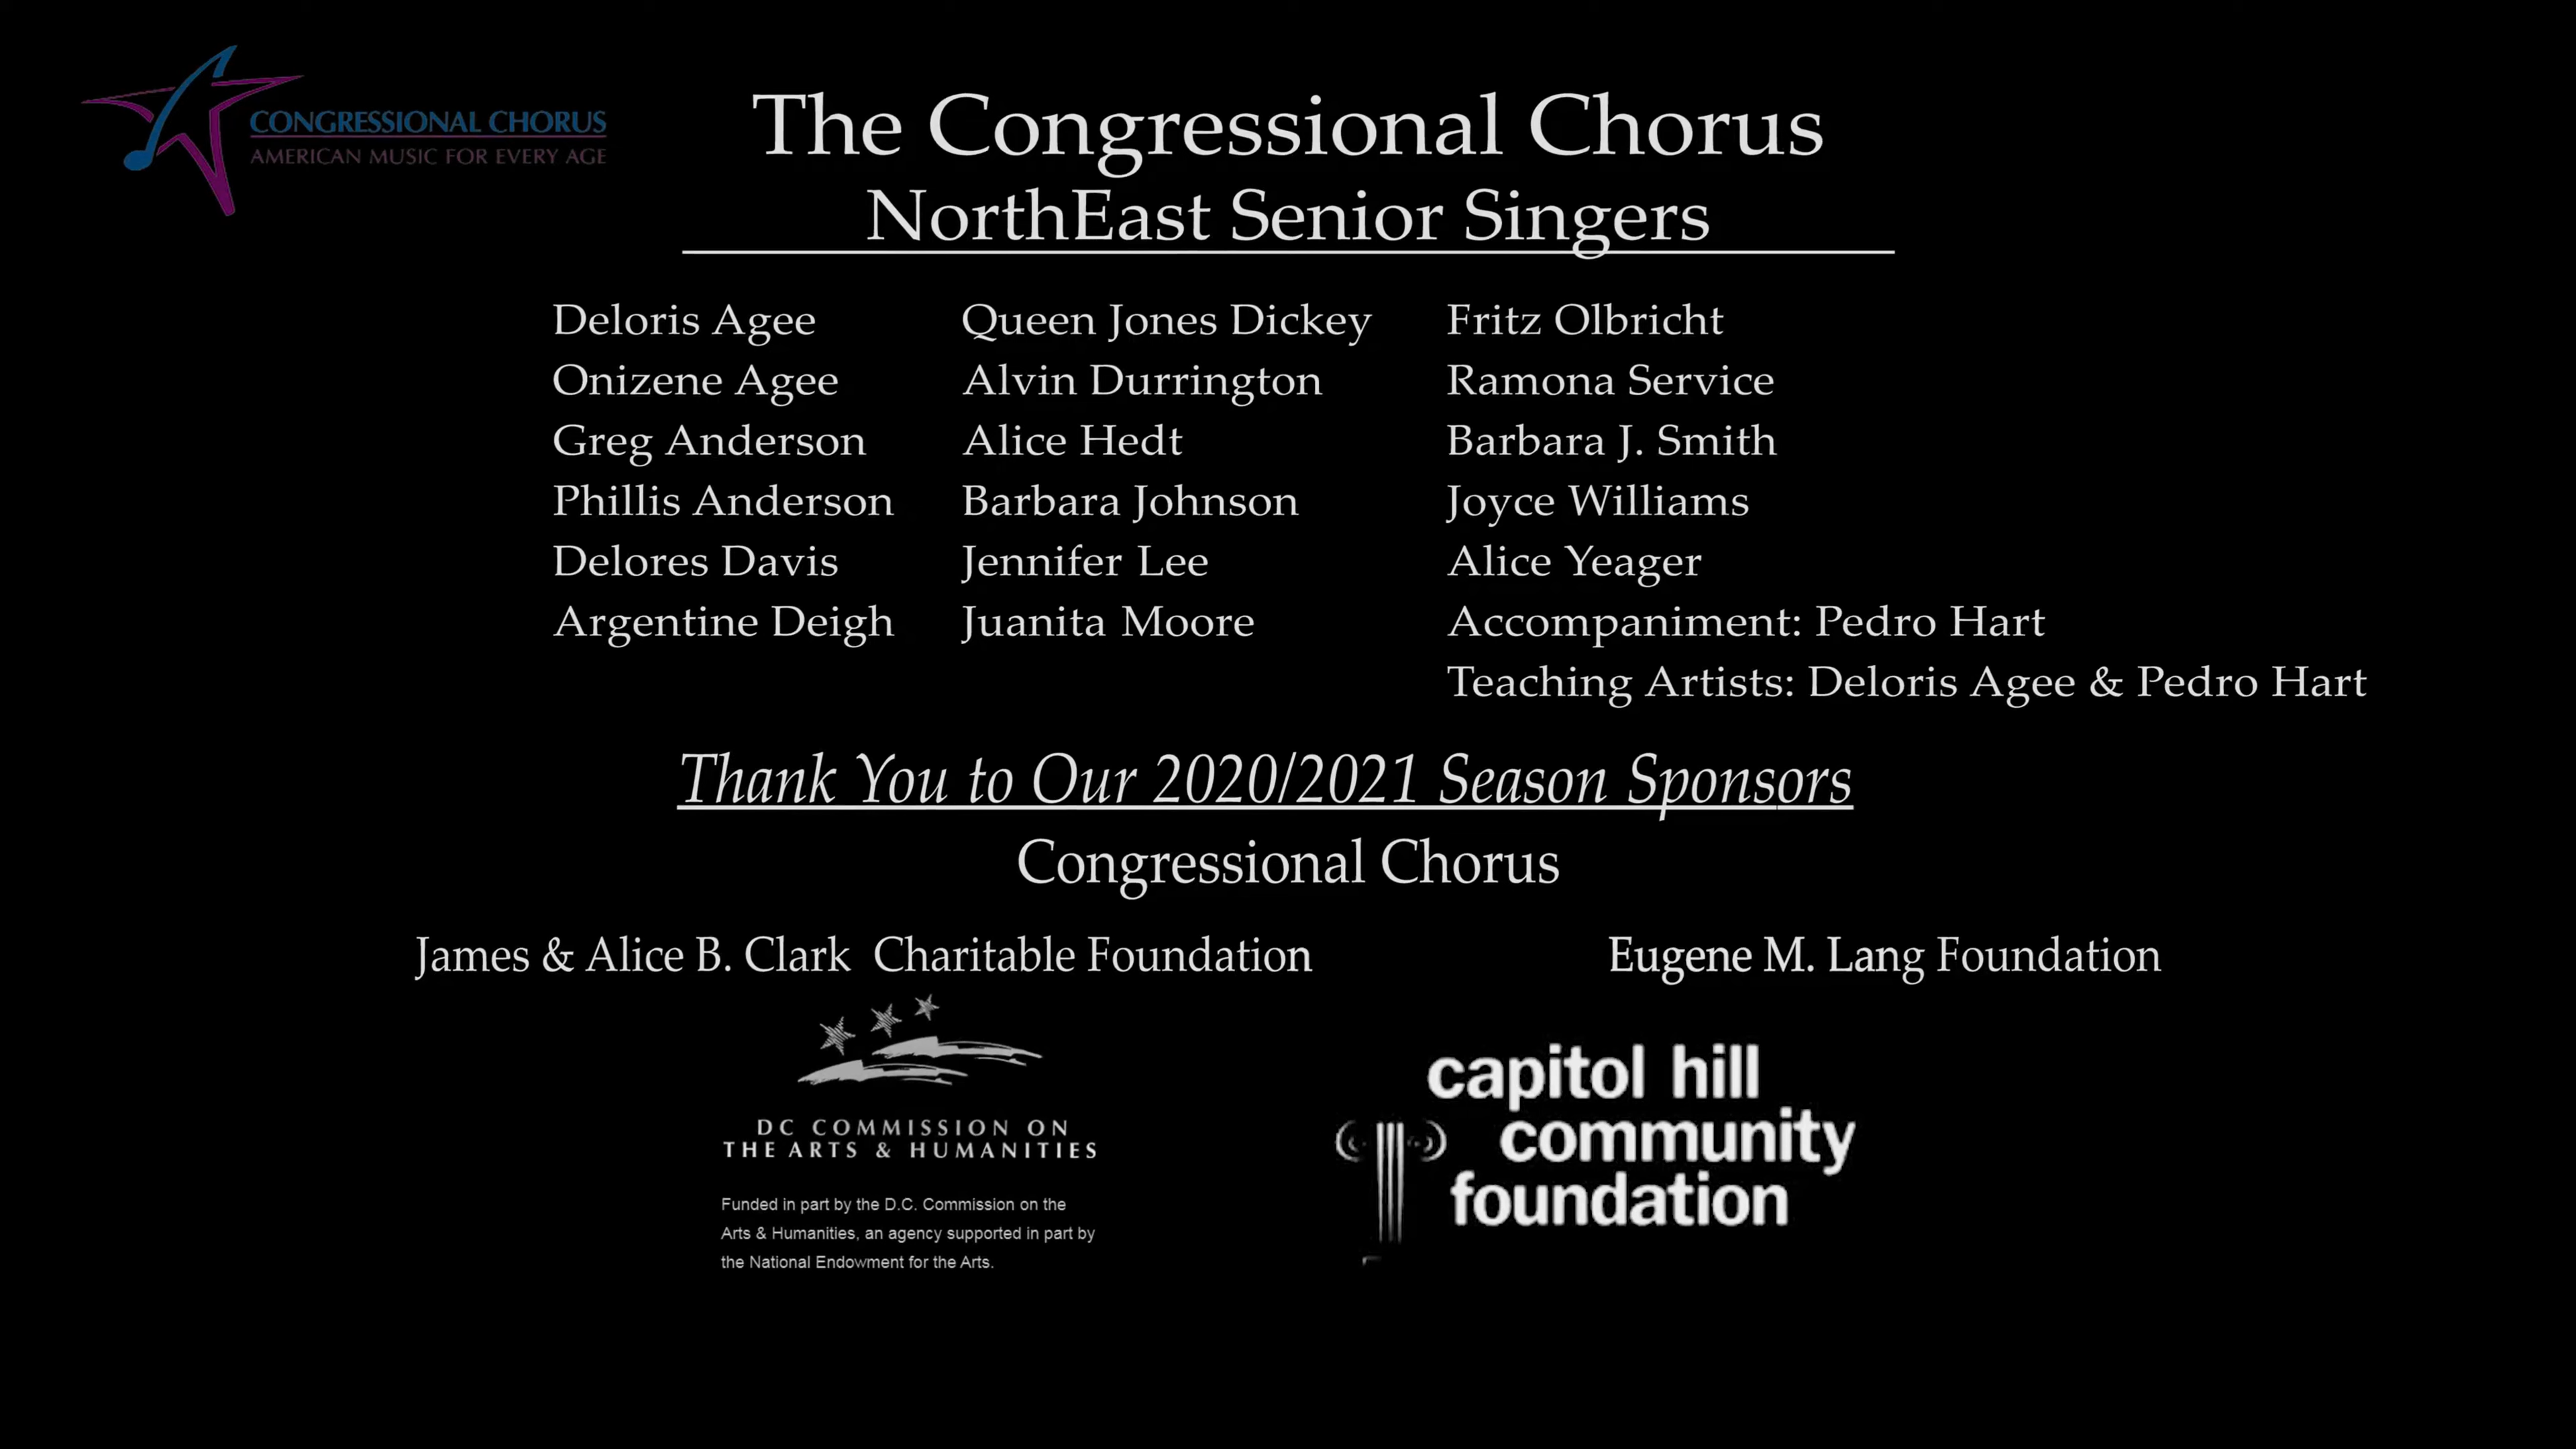 CONGRESSIONAL CHORUS
AMERICAN MUSIC FOR EVERY AGE
The Congressional Chorus
NorthEast Senior Singers
Deloris Agee
Onizene Agee
Greg Anderson
Phillis Anderson
Delores Davis
Argentine Deigh
Queen Jones Dickey
Alvin Durrington
Alice Hedt
Barbara Johnson
Jennifer Lee
Juanita Moore
Fritz Olbricht
Ramona Service
Barbara J. Smith
Joyce Williams
Alice Yeager
Accompaniment: Pedro Hart
Teaching Artists: Deloris Agee & Pedro Hart
Thank You to Our 2020/2021 Season Sponsors
Congressional Chorus
James & Alice B. Clark Charitable Foundation
Eugene M. Lang Foundation
DC COMMISSION ON
THE ARTS & HUMANITIES
Funded in part by the D.C. Commission on the
Arts & Humanities, an agency supported in part by
the National Endowment for the Arts.
capitol hill
community
foundation